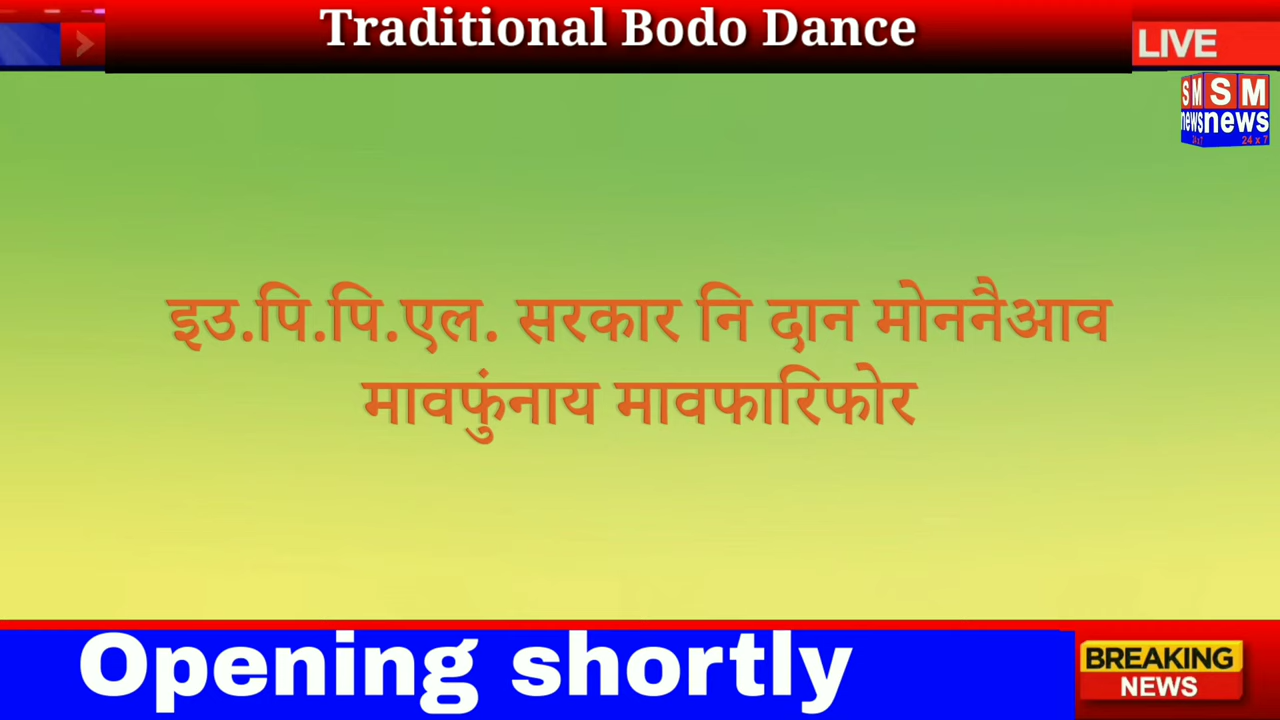 Traditional Bodo Dance
LIVE
SM SM
news news
24x7 24 x 7
इउ.पि.पि.एल. सरकार नि दान मोननैआव
मावफुंनाय मावफारिफोर
Opening shortly
BREAKING
NEWS